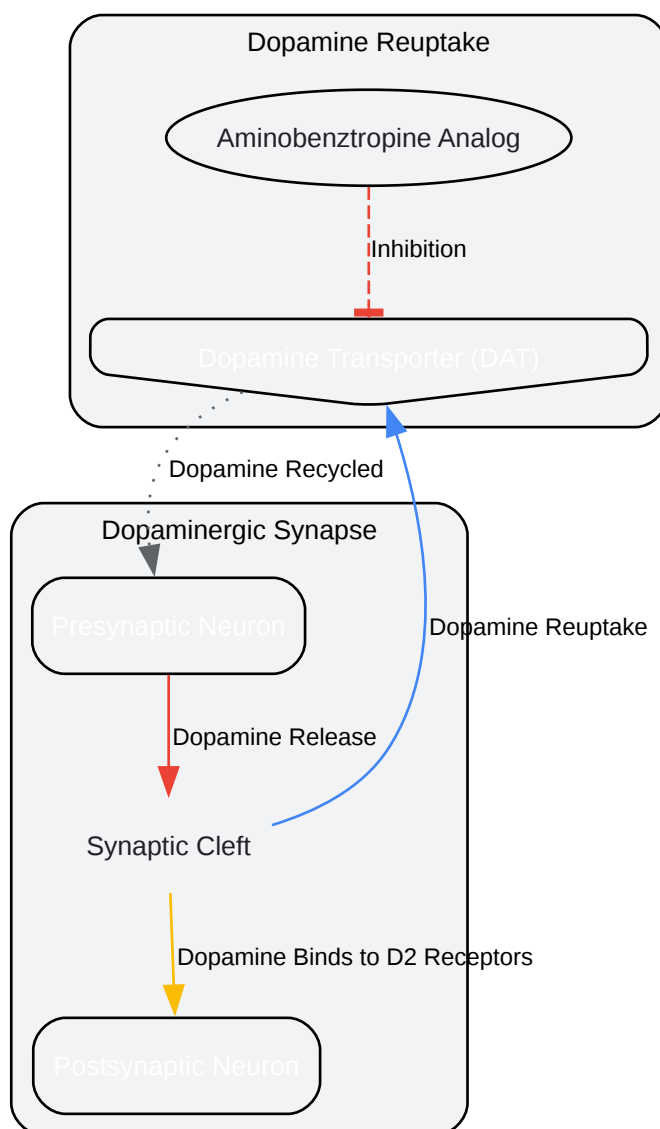 Dopamine Reuptake
Aminobenztropine Analog
Inhibition
Dopamine Transporter (DAT)
Dopamine Recycled
Dopaminergic Synapse
Presynaptic Neuron
Dopamine Reuptake
Dopamine Release
Synaptic Cleft
Dopamine Binds to D2 Receptors
Postsynaptic Neuron